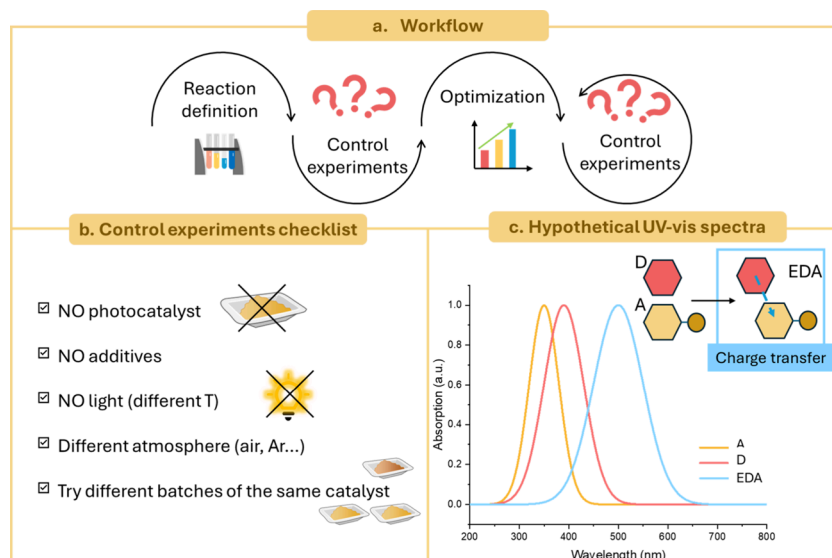 a. Workflow
Reaction
definition
???
Control
experiments
Optimization
???
Control
experiments
b. Control experiments checklist
☑ NO photocatalyst
☑ NO additives
☑ NO light (different T)
☑ Different atmosphere (air, Ar...)
☑ Try different batches of the same catalyst
c. Hypothetical UV-vis spectra
D
A
EDA
Charge transfer
Absorption (a.u.)
1.0
0.8
0.6
0.4
0.2
0.0
A
D
EDA
200 300 400 500 600 700 800
Wavelength (nm)